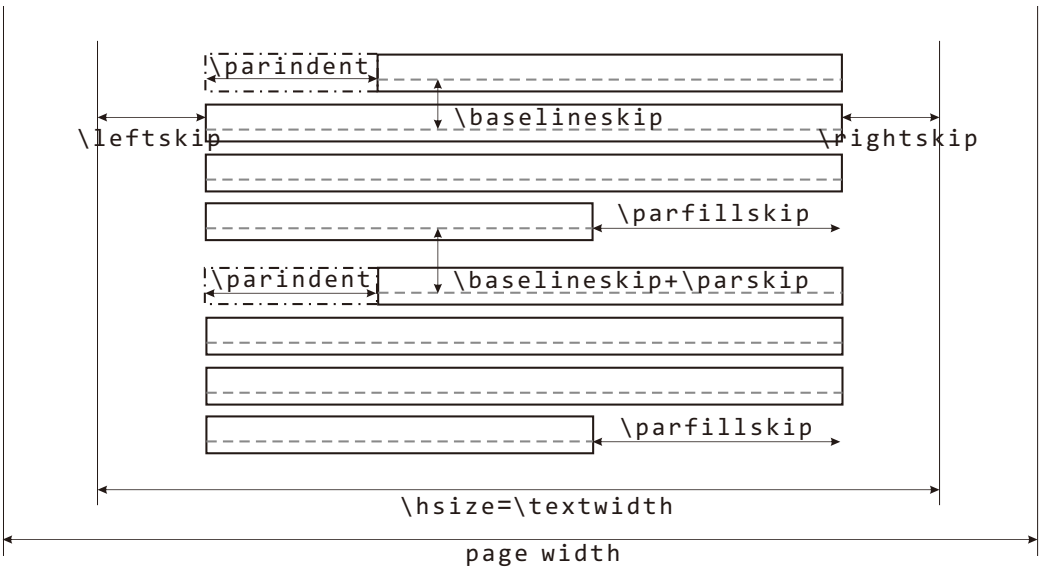 \parindent
\baselineskip
\leftskip
\rightskip
\parfillskip
\parindent
\baselineskip+\parskip
\parfillskip
\hsize=\textwidth
page width